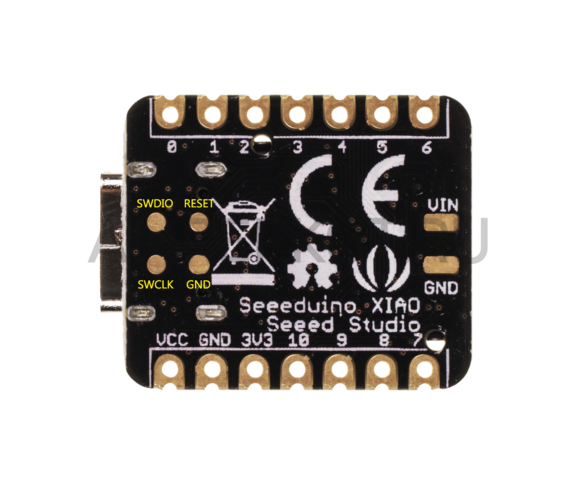 0 1 2 3 4 5 6
SWDIO RESET
VIN
SWCLK GND
GND
Seeeduino XIAO
Seeed Studio
VCC GND 3V3 10 9 8 7